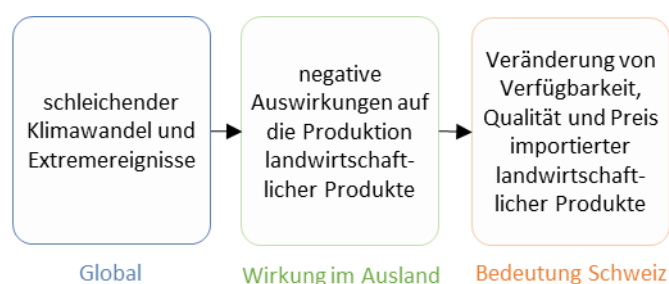 schleichender
Klimawandel und
Extremereignisse
negative
Auswirkungen auf
die Produktion
landwirtschaft-
licher Produkte
Veränderung von
Verfügbarkeit,
Qualität und Preis
importierter
landwirtschaft-
licher Produkte
Global
Wirkung im Ausland
Bedeutung Schweiz